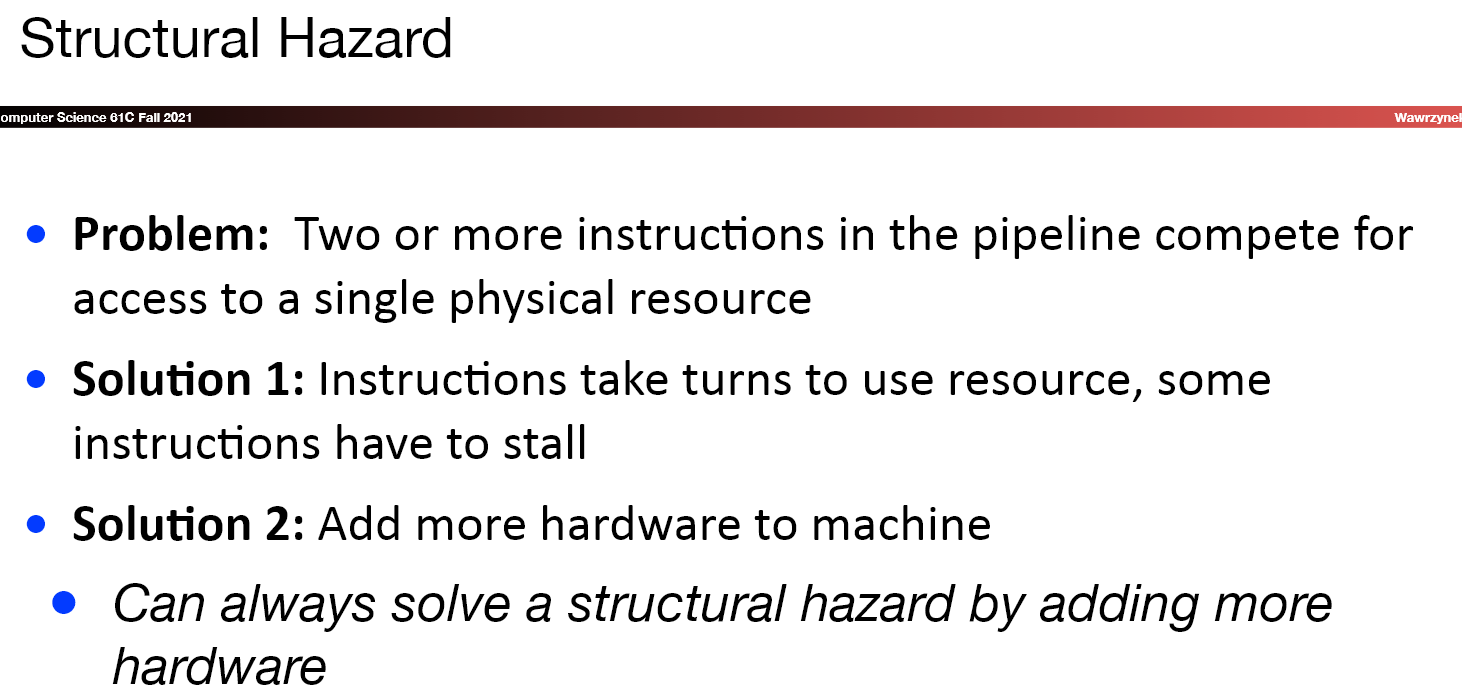 Structural Hazard
omputer Science 61C Fall 2021
Wawrzynek
• Problem: Two or more instructions in the pipeline compete for
access to a single physical resource
• Solution 1: Instructions take turns to use resource, some
instructions have to stall
• Solution 2: Add more hardware to machine
• Can always solve a structural hazard by adding more
hardware